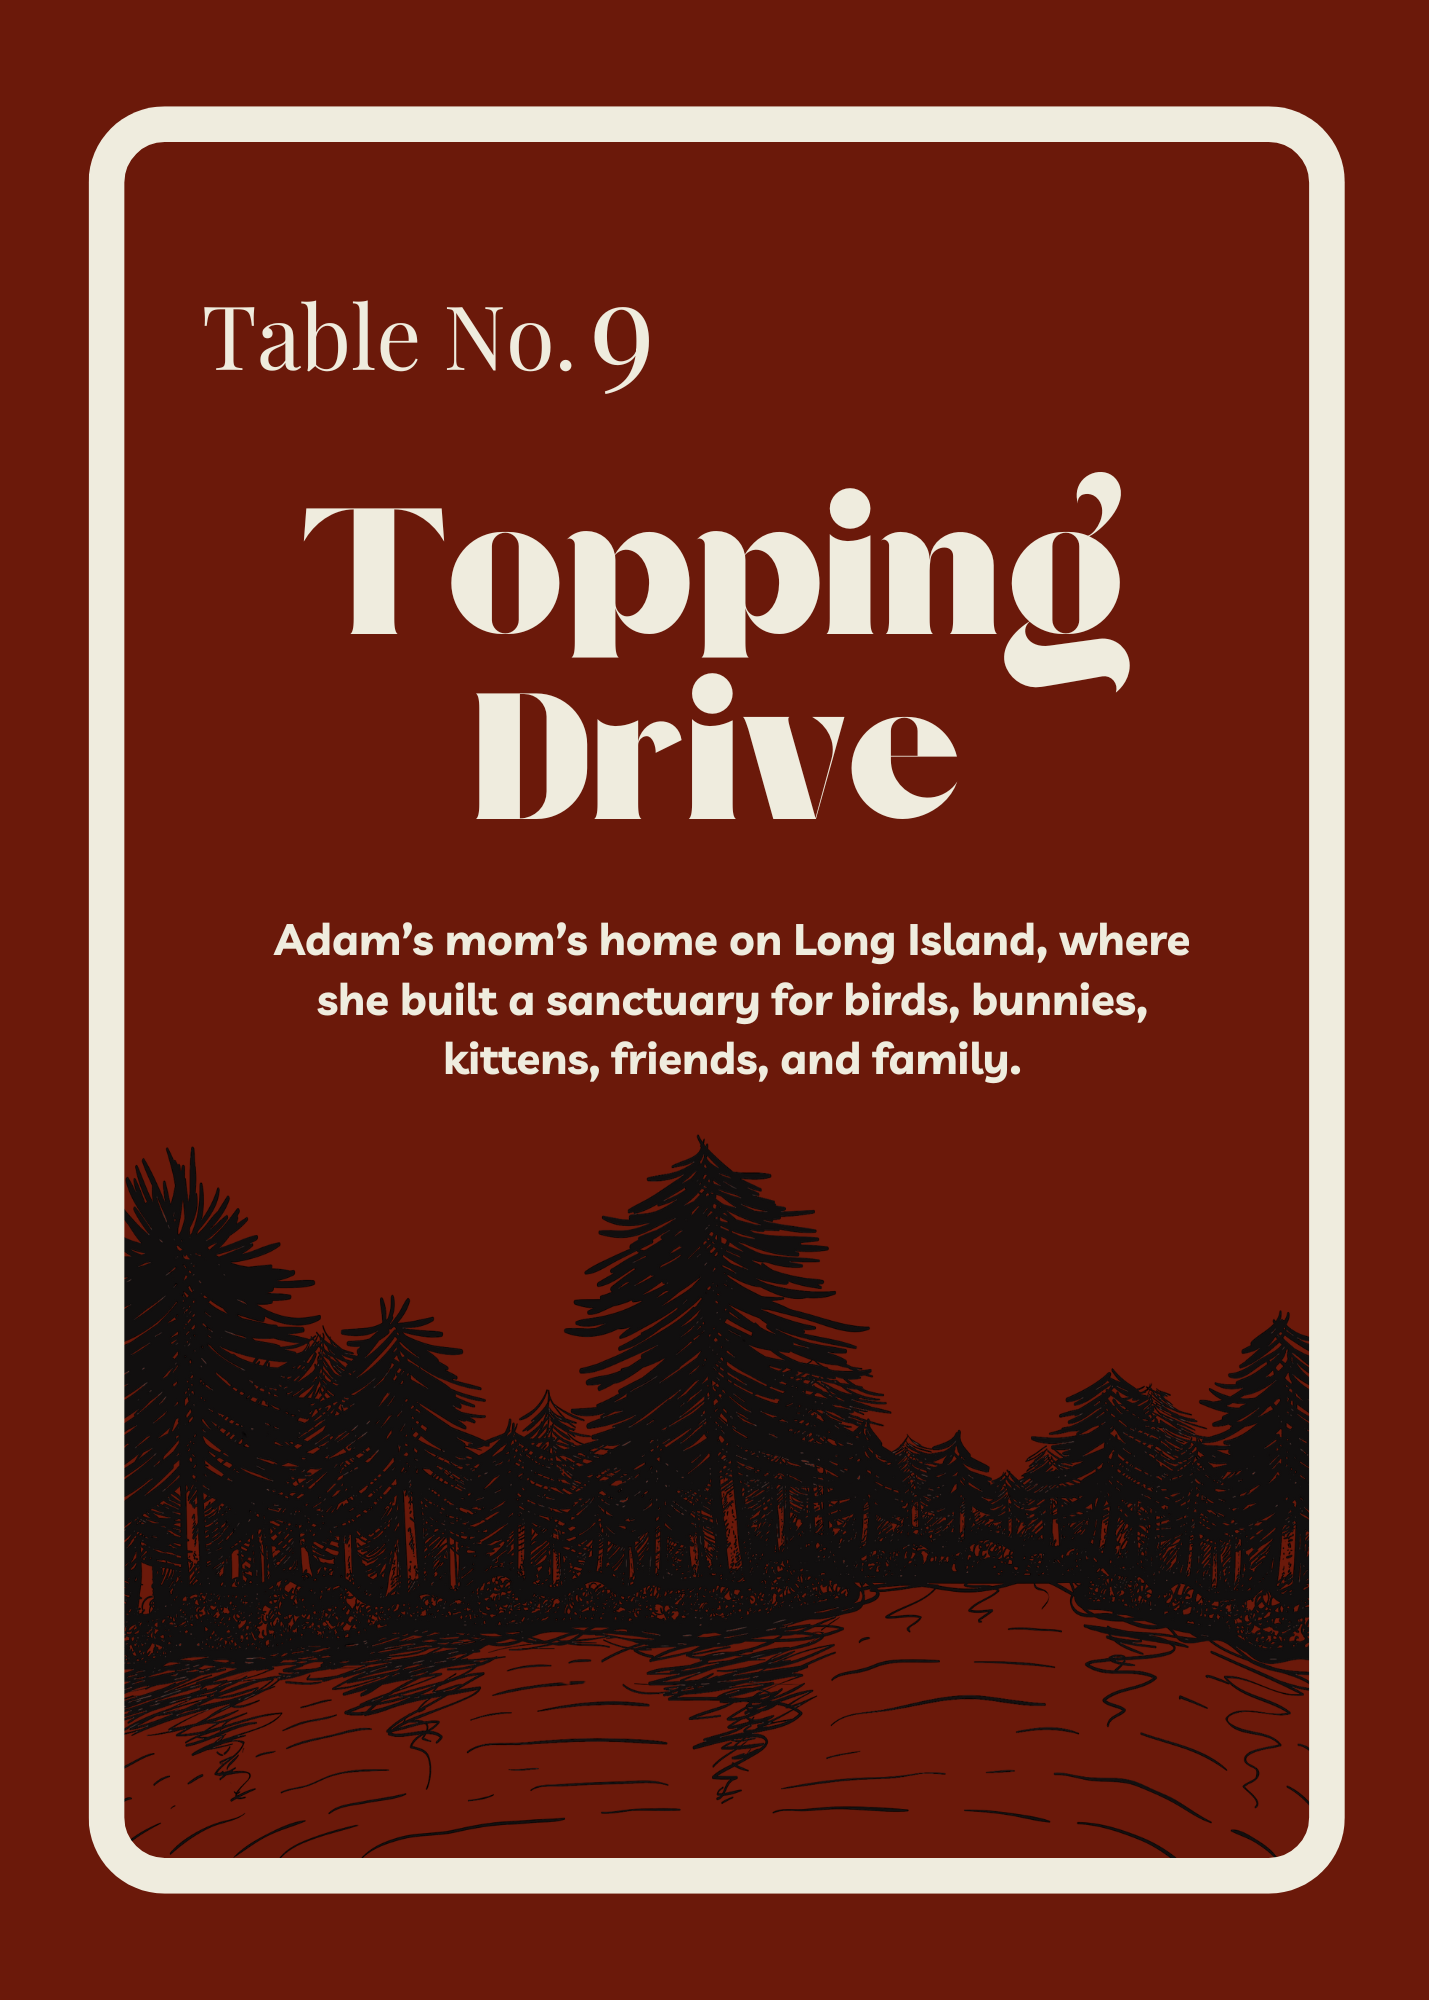 Table No. 9
Topping
Drive
Adam’s mom’s home on Long Island, where
she built a sanctuary for birds, bunnies,
kittens, friends, and family.